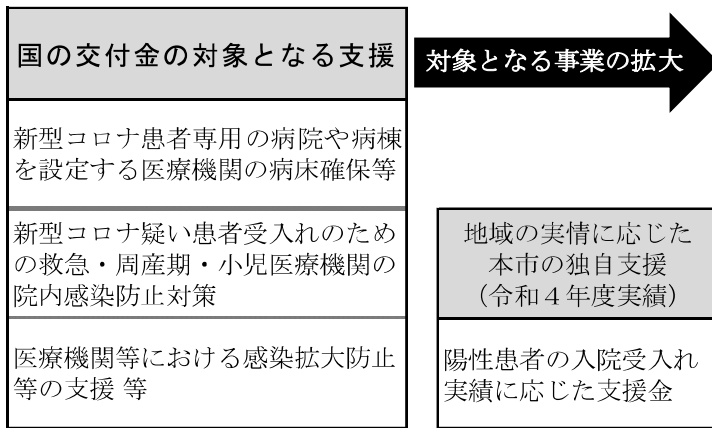 国の交付金の対象となる支援
対象となる事業の拡大
新型コロナ患者専用の病院や病棟
を設定する医療機関の病床確保等
新型コロナ疑い患者受入れのため
の救急・周産期・小児医療機関の
院内感染防止対策
医療機関等における感染拡大防止
等の支援 等
地域の実情に応じた
本市の独自支援
（令和４年度実績）
陽性患者の入院受入れ
実績に応じた支援金